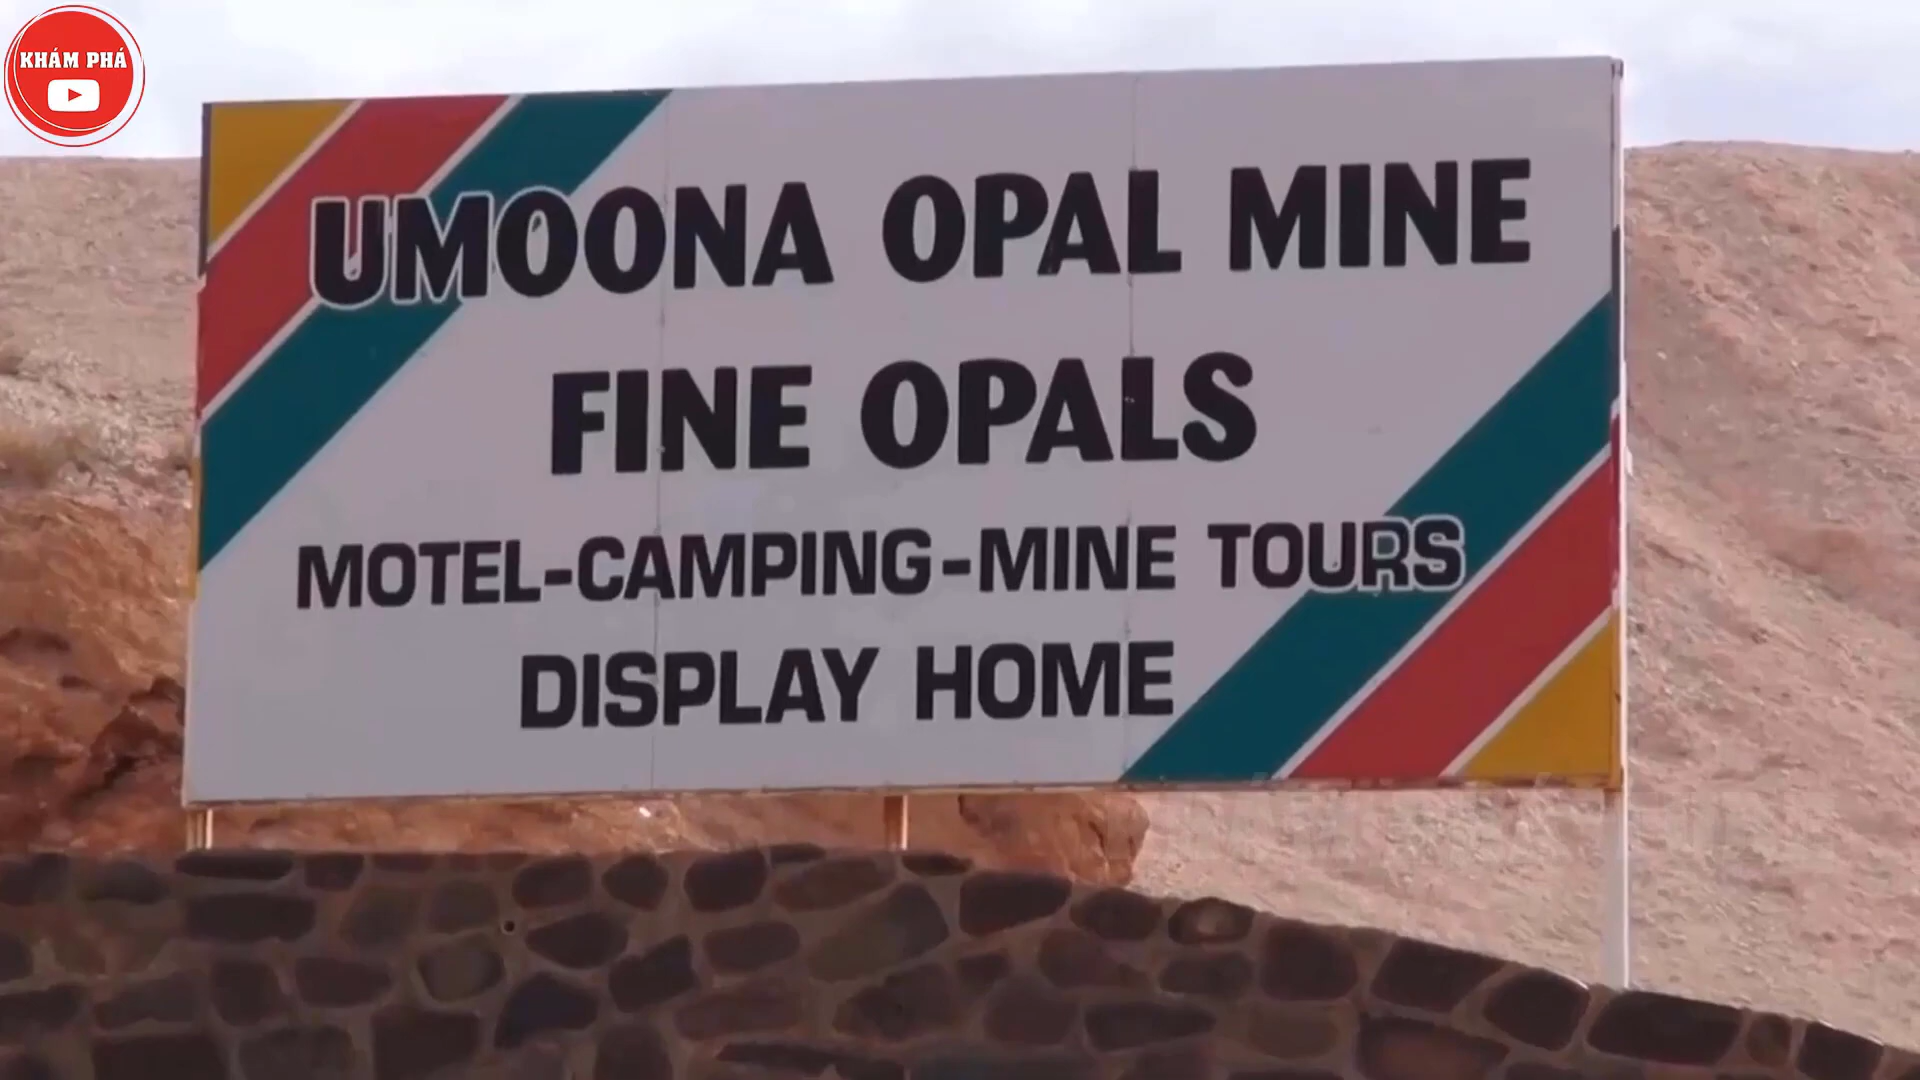 KHÁM PHÁ
UMOONA OPAL MINE
FINE OPALS
MOTEL-CAMPING-MINE TOURS
DISPLAY HOME